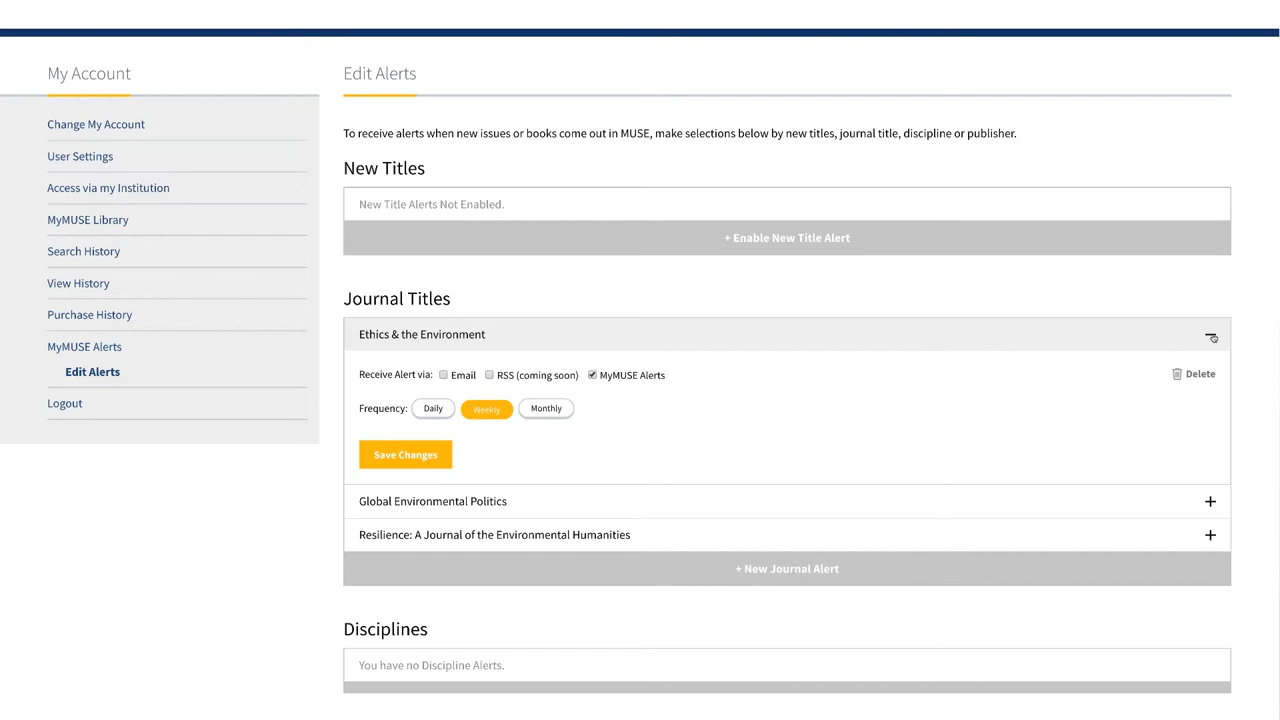 My Account
Change My Account
User Settings
Access via my Institution
MyMUSE Library
Search History
View History
Purchase History
MyMUSE Alerts
Edit Alerts
Logout
Edit Alerts
To receive alerts when new issues or books come out in MUSE, make selections below by new titles, journal title, discipline or publisher.
New Titles
New Title Alerts Not Enabled.
+ Enable New Title Alert
Journal Titles
Ethics & the Environment
Receive Alert via: Email RSS (coming soon) MyMUSE Alerts Delete
Frequency: Daily Weekly Monthly
Save Changes
Global Environmental Politics
Resilience: A Journal of the Environmental Humanities
+ New Journal Alert
Disciplines
You have no Discipline Alerts.